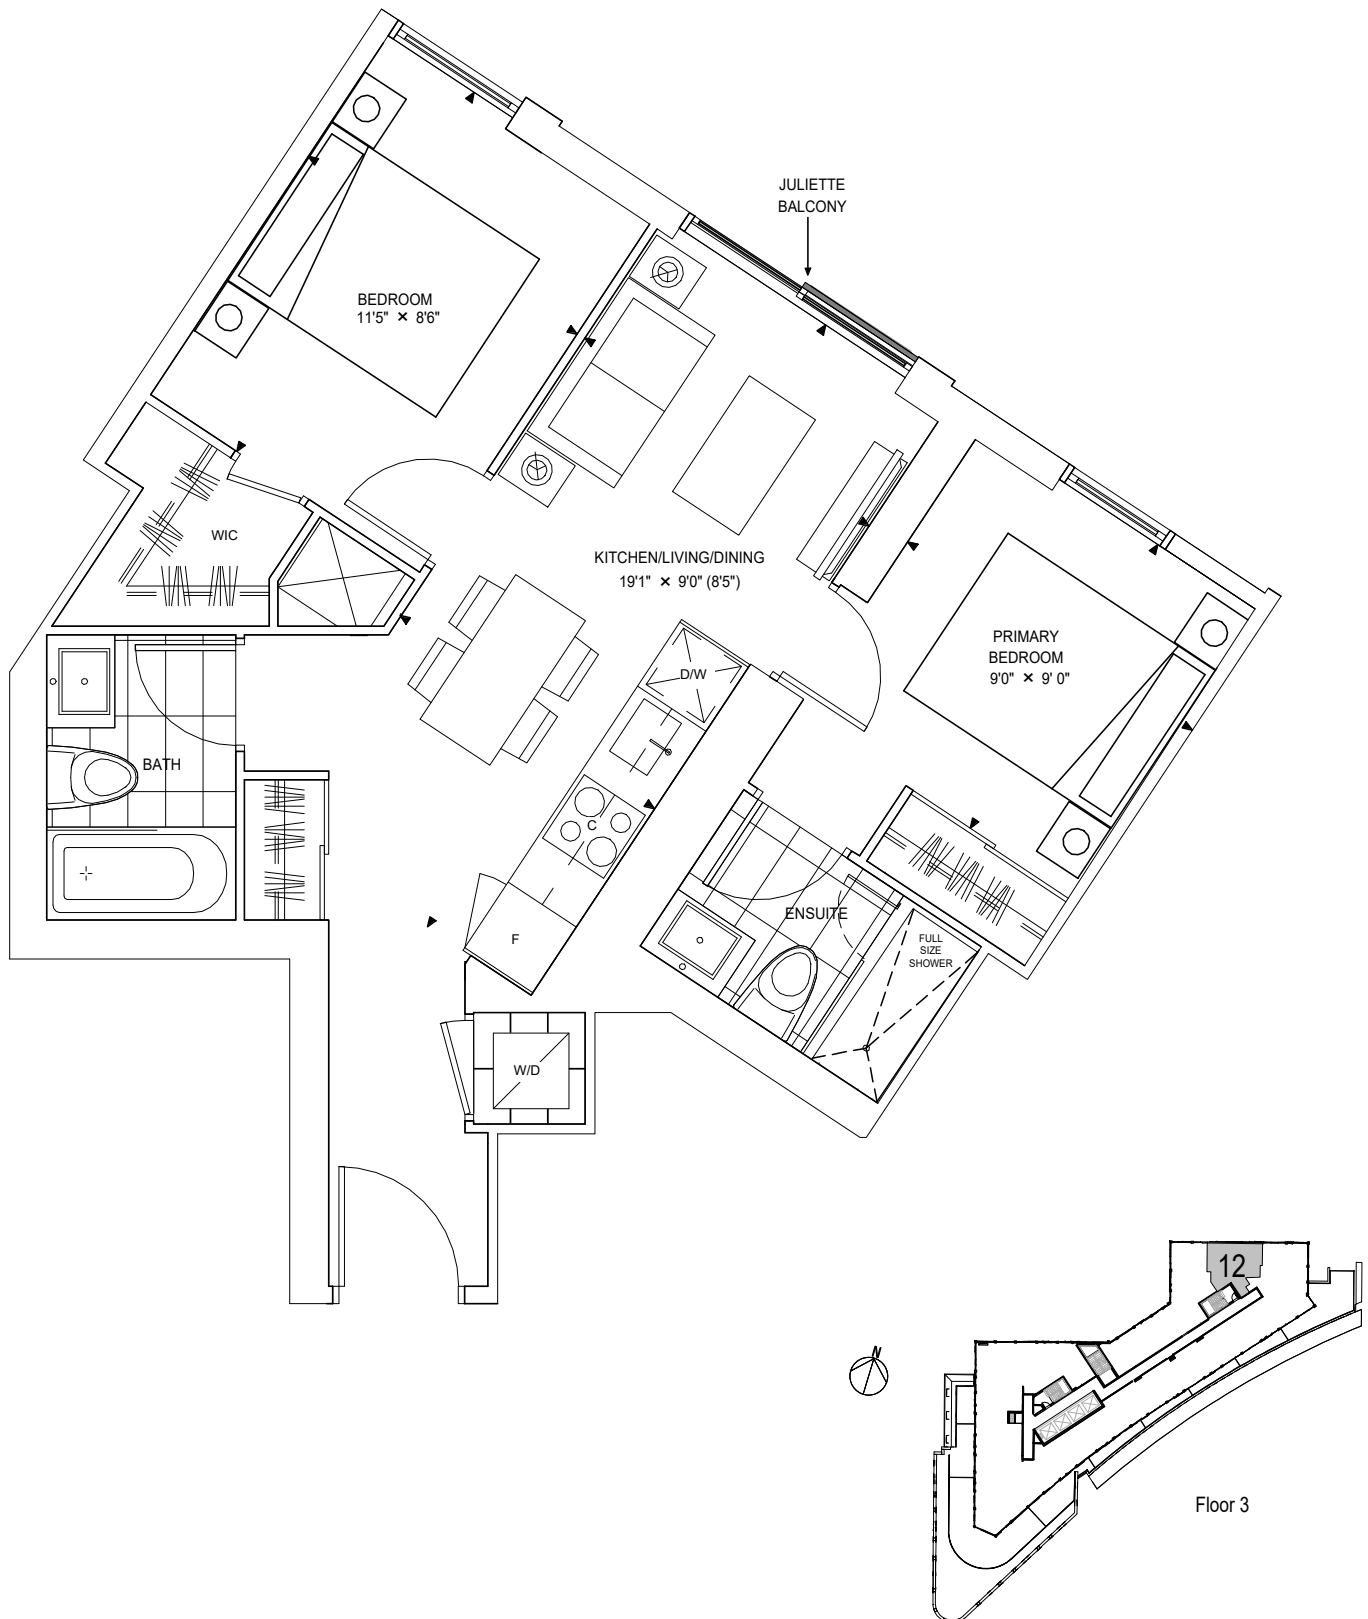 JULIETTE
BALCONY
BEDROOM
11'5" × 8'6"
WIC
KITCHEN/LIVING/DINING
19'1" × 9'0" (8'5")
PRIMARY
BEDROOM
9'0" × 9' 0"
D/W
BATH
C
ENSUITE
F
FULL
SIZE
SHOWER
W/D
12
N
Floor 3